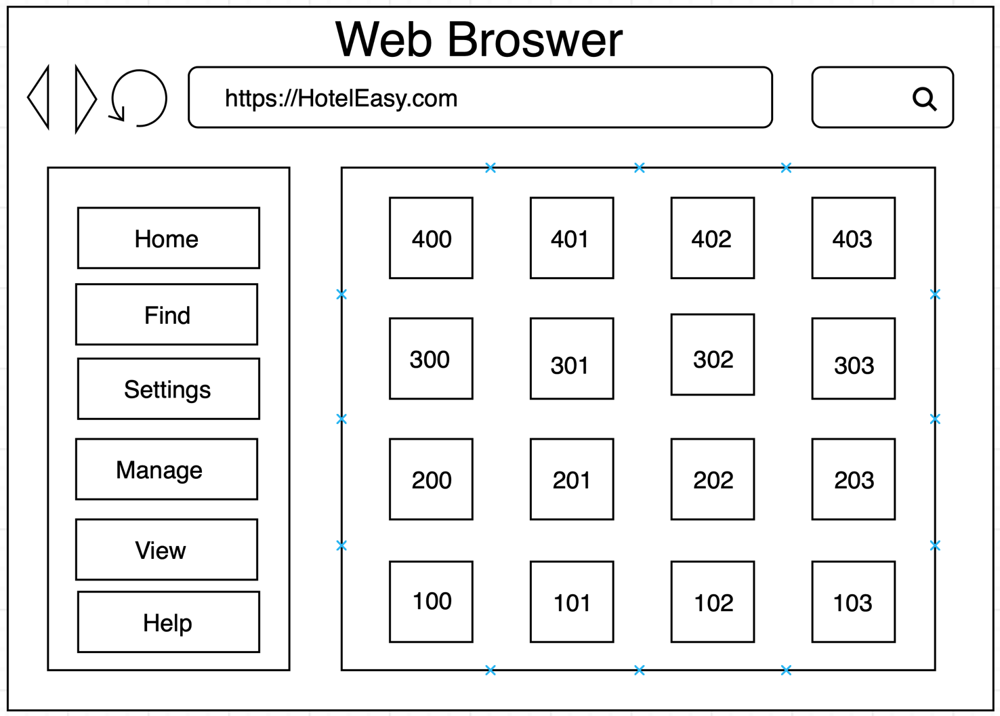 Web Broswer
https://HotelEasy.com
Home
Find
Settings
Manage
View
Help
400 401 402 403
300 301 302 303
200 201 202 203
100 101 102 103